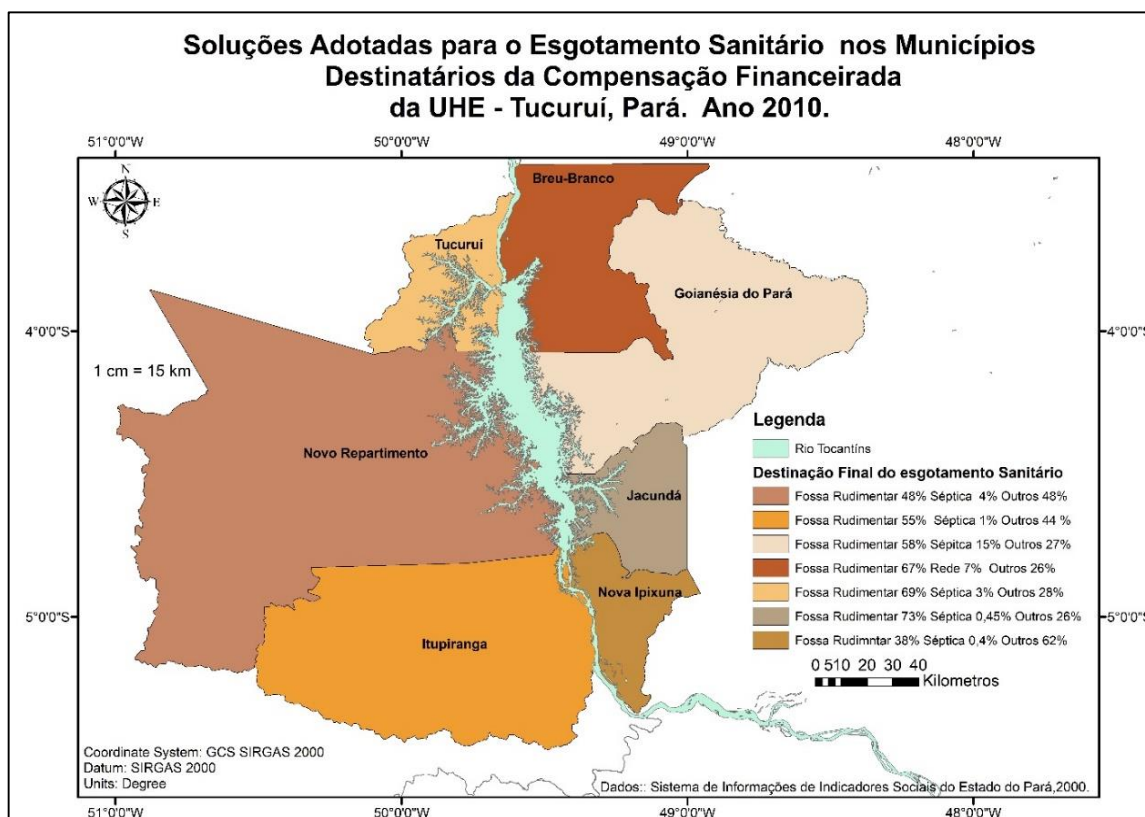 Soluções Adotadas para o Esgotamento Sanitário nos Municípios
Destinatários da Compensação Financeirada
da UHE - Tucuruí, Pará. Ano 2010.
51°0'0"W
50°0'0"W
49°0'0"W
48°0'0"W
N
W
E
S
Breu-Branco
Tucuruí
Goianésia do Pará
4°0'0"S
4°0'0"S
1 cm = 15 km
Novo Repartimento
Jacundá
Nova Ipixuna
Itupiranga
5°0'0"S
5°0'0"S
Legenda
Rio Tocantíns
Destinação Final do esgotamento Sanitário
Fossa Rudimentar 48% Séptica 4% Outros 48%
Fossa Rudimentar 55% Séptica 1% Outros 44 %
Fossa Rudimentar 58% Sépitca 15% Outros 27%
Fossa Rudimentar 67% Rede 7% Outros 26%
Fossa Rudimentar 69% Séptica 3% Outros 28%
Fossa Rudimentar 73% Séptica 0,45% Outros 26%
Fossa Rudimntar 38% Séptica 0,4% Outros 62%
0 5 10 20 30 40
Kilometros
Coordinate System: GCS SIRGAS 2000
Datum: SIRGAS 2000
Units: Degree
Dados:: Sistema de Informações de Indicadores Sociais do Estado do Pará,2000.
51°0'0"W
50°0'0"W
49°0'0"W
48°0'0"W